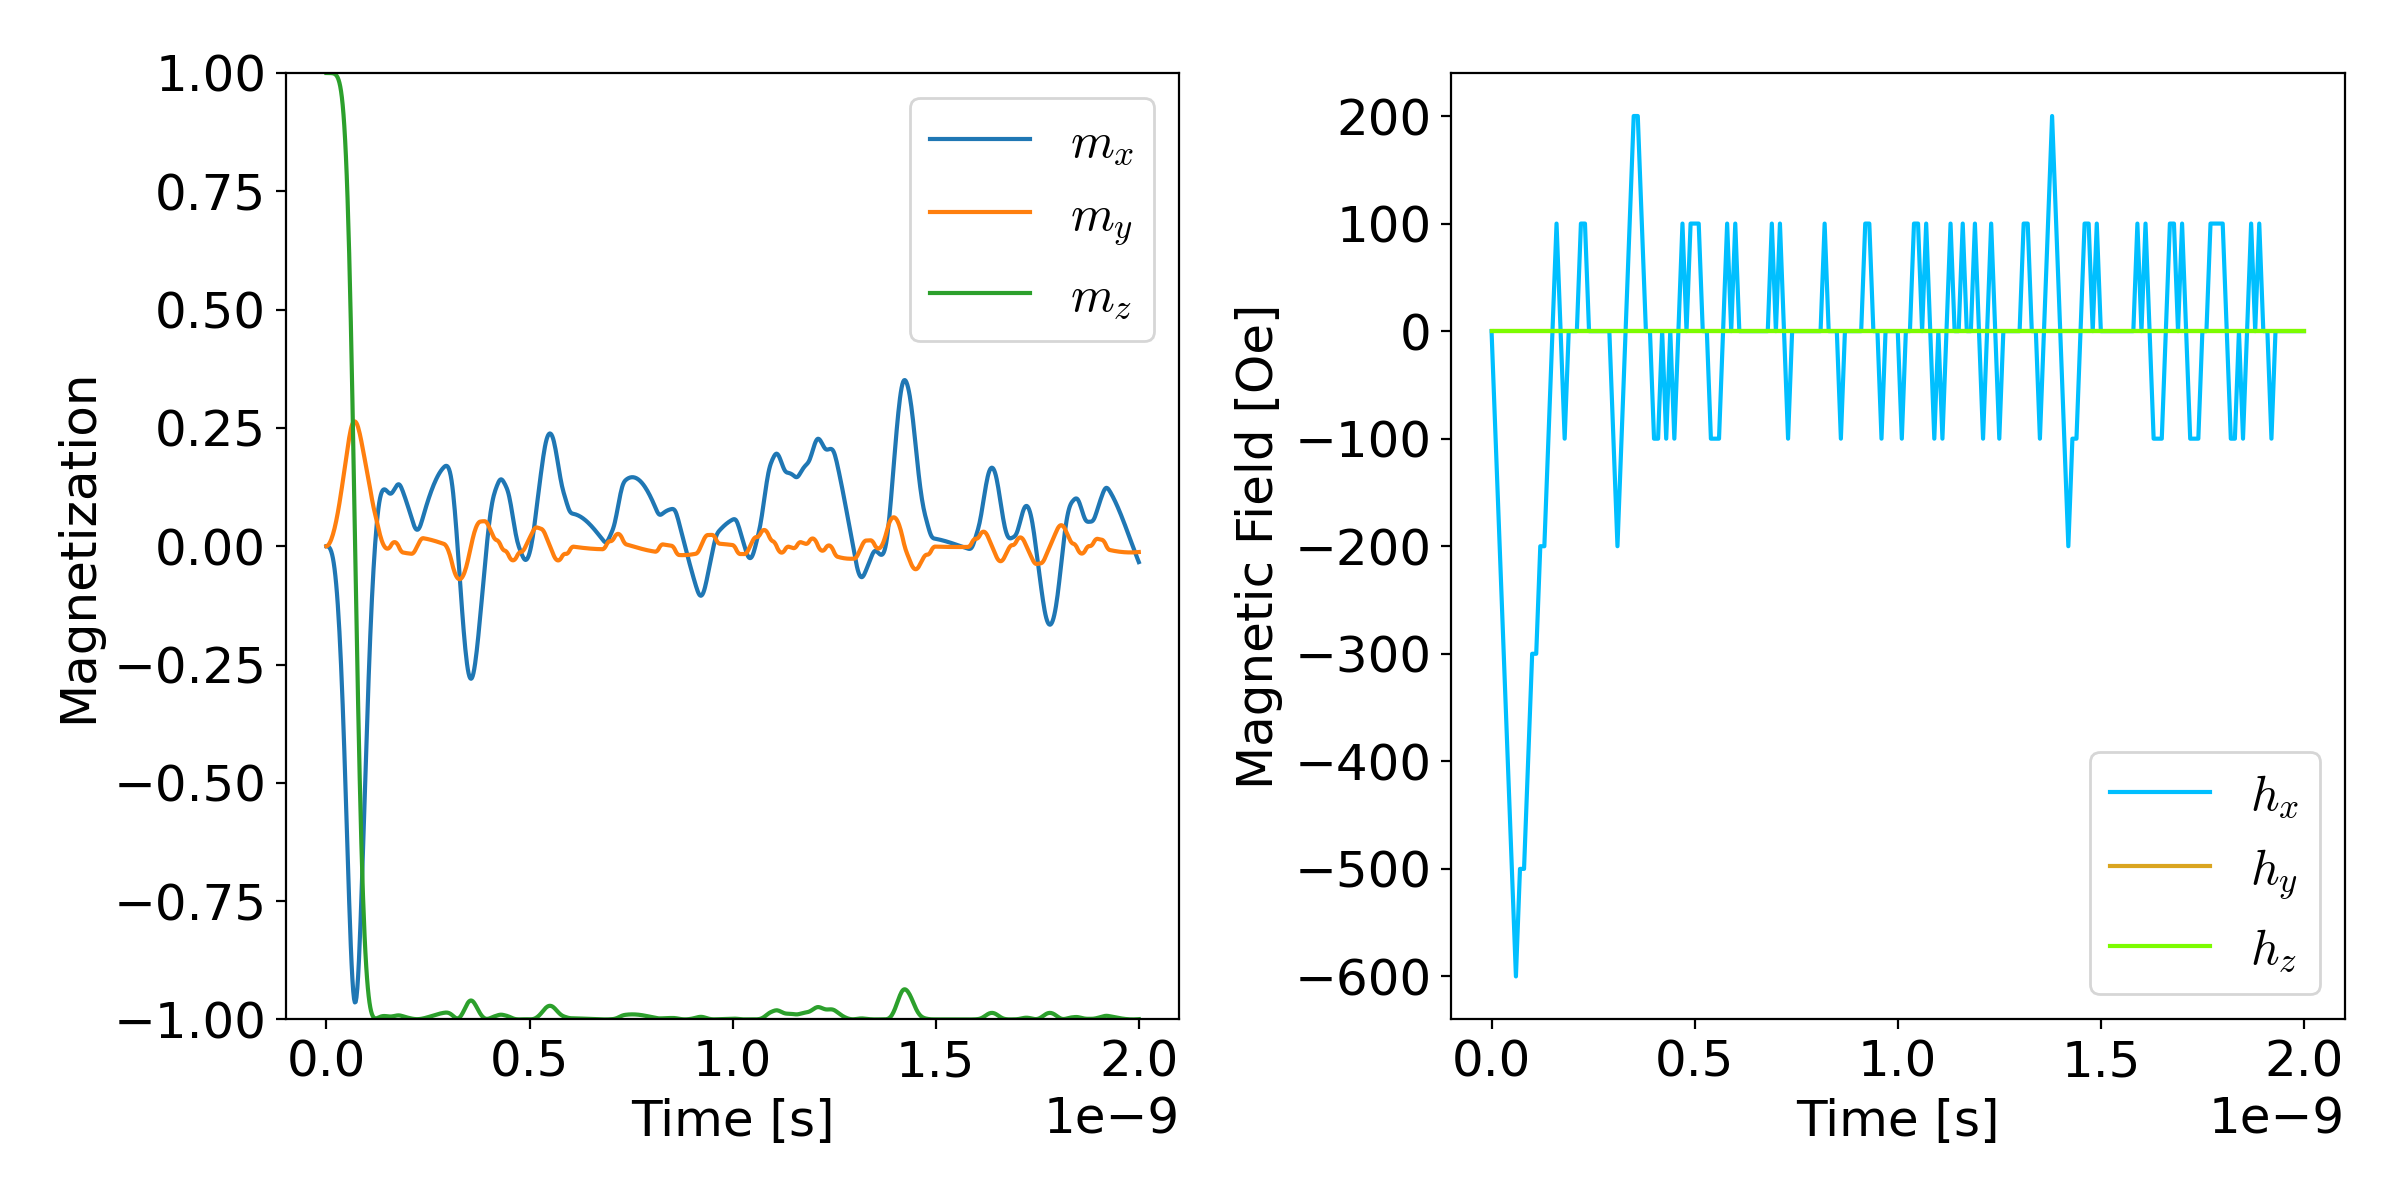 Magnetization
1.00
0.75
0.50
0.25
0.00
−0.25
−0.50
−0.75
−1.00
0.0 0.5 1.0 1.5 2.0
Time [s]
1e−9
m_x
m_y
m_z
Magnetic Field [Oe]
200
100
0
−100
−200
−300
−400
−500
−600
0.0 0.5 1.0 1.5 2.0
Time [s]
1e−9
h_x
h_y
h_z